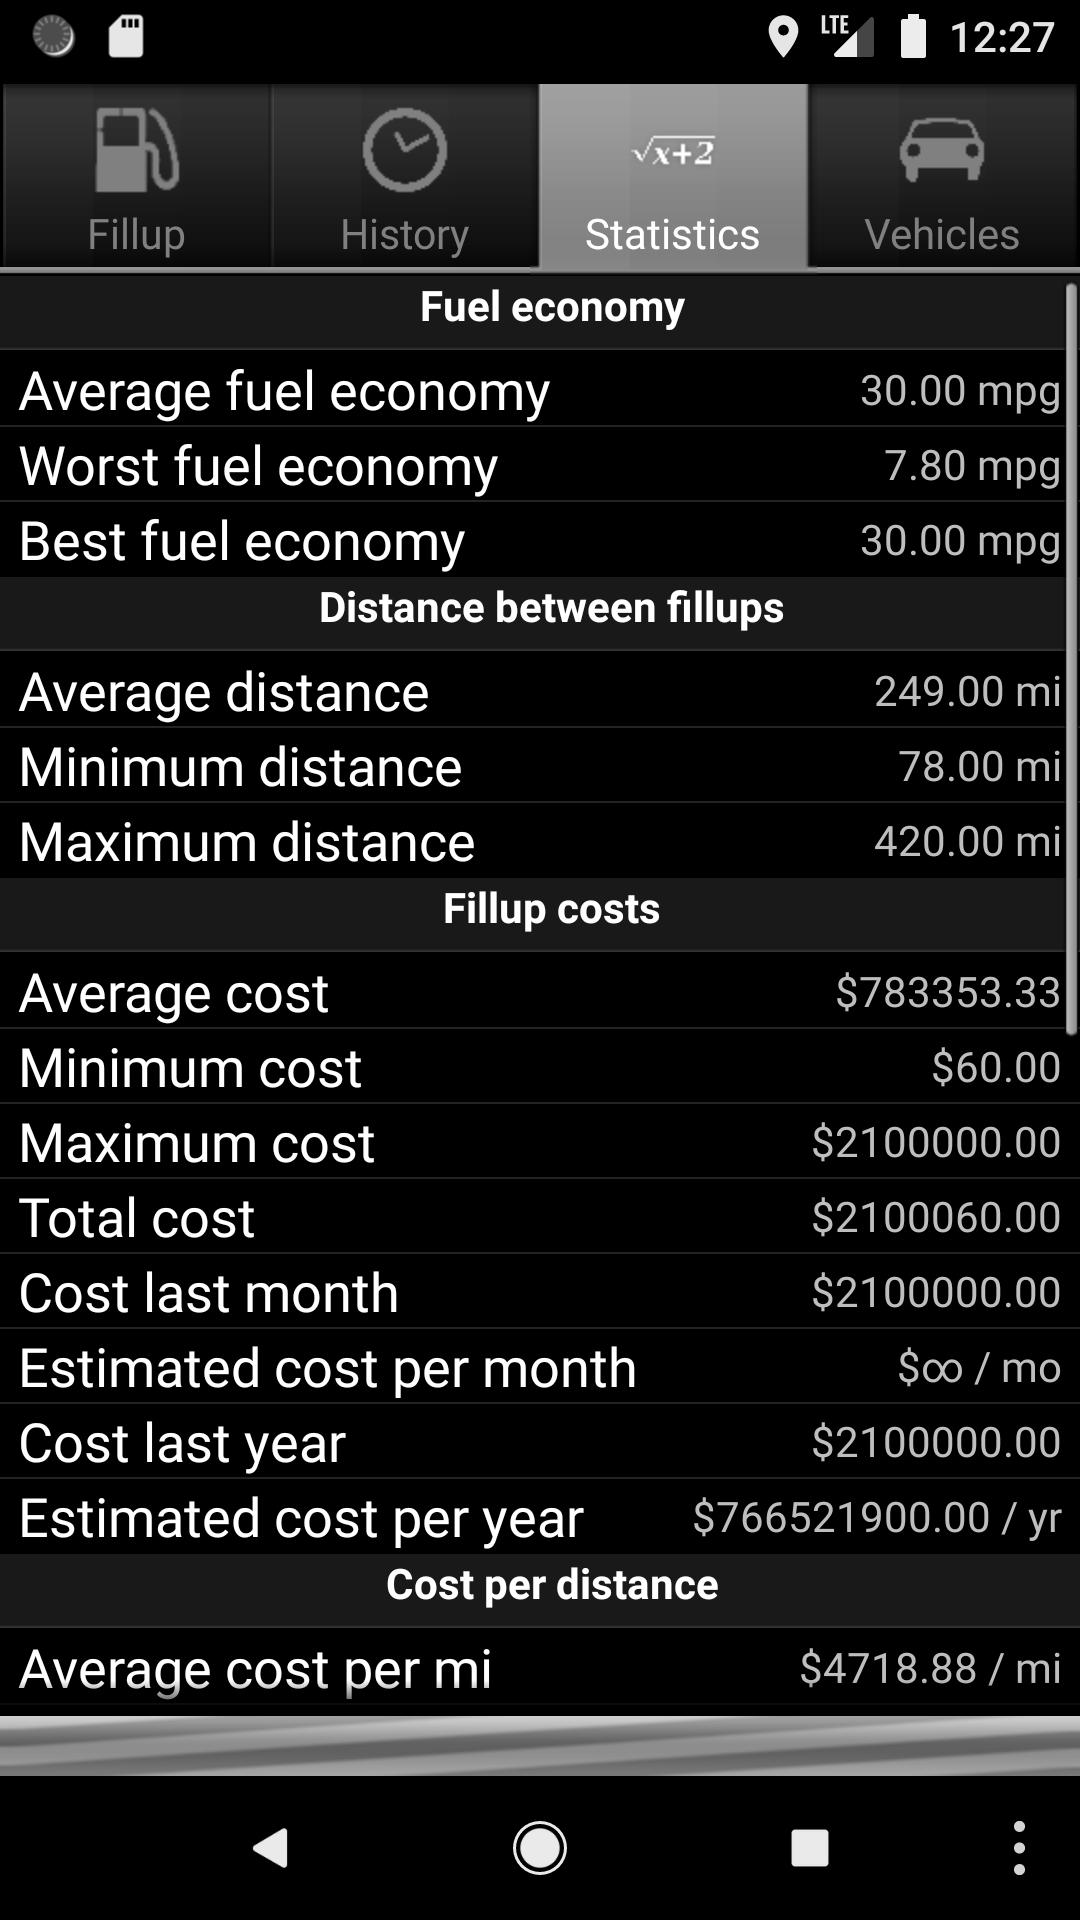 LTE 12:27
√x+2
Fillup History Statistics Vehicles
Fuel economy
Average fuel economy 30.00 mpg
Worst fuel economy 7.80 mpg
Best fuel economy 30.00 mpg
Distance between fillups
Average distance 249.00 mi
Minimum distance 78.00 mi
Maximum distance 420.00 mi
Fillup costs
Average cost $783353.33
Minimum cost $60.00
Maximum cost $2100000.00
Total cost $2100060.00
Cost last month $2100000.00
Estimated cost per month $∞ / mo
Cost last year $2100000.00
Estimated cost per year $766521900.00 / yr
Cost per distance
Average cost per mi $4718.88 / mi